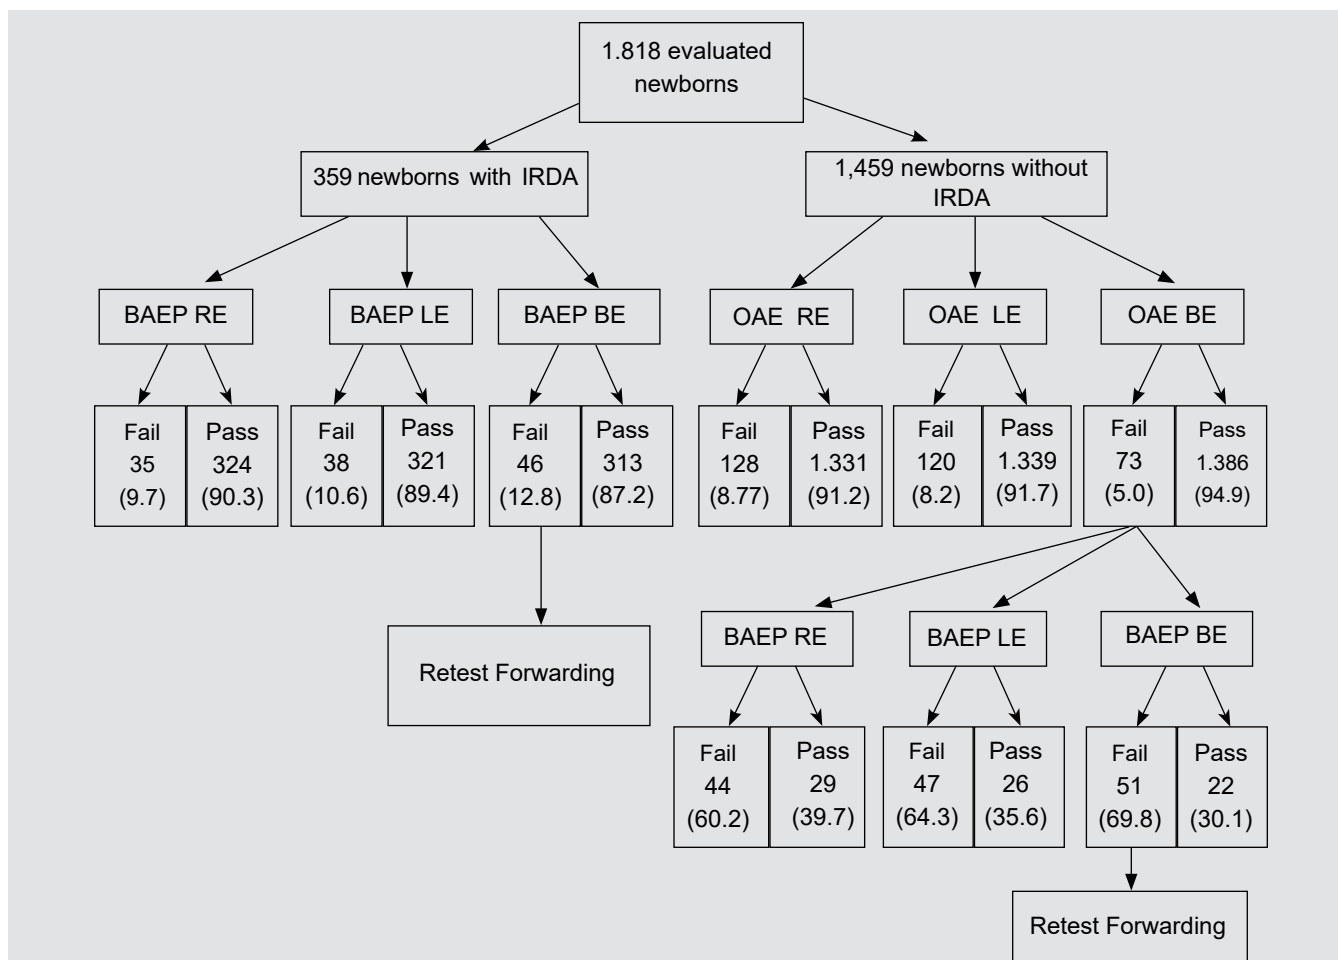 1.818 evaluated
newborns
359 newborns with IRDA
1,459 newborns without
IRDA
BAEP RE
BAEP LE
BAEP BE
OAE RE
OAE LE
OAE BE
Fail
35
(9.7)
Pass
324
(90.3)
Fail
38
(10.6)
Pass
321
(89.4)
Fail
46
(12.8)
Pass
313
(87.2)
Fail
128
(8.77)
Pass
1.331
(91.2)
Fail
120
(8.2)
Pass
1.339
(91.7)
Fail
73
(5.0)
Pass
1.386
(94.9)
Retest Forwarding
BAEP RE
BAEP LE
BAEP BE
Fail
44
(60.2)
Pass
29
(39.7)
Fail
47
(64.3)
Pass
26
(35.6)
Fail
51
(69.8)
Pass
22
(30.1)
Retest Forwarding